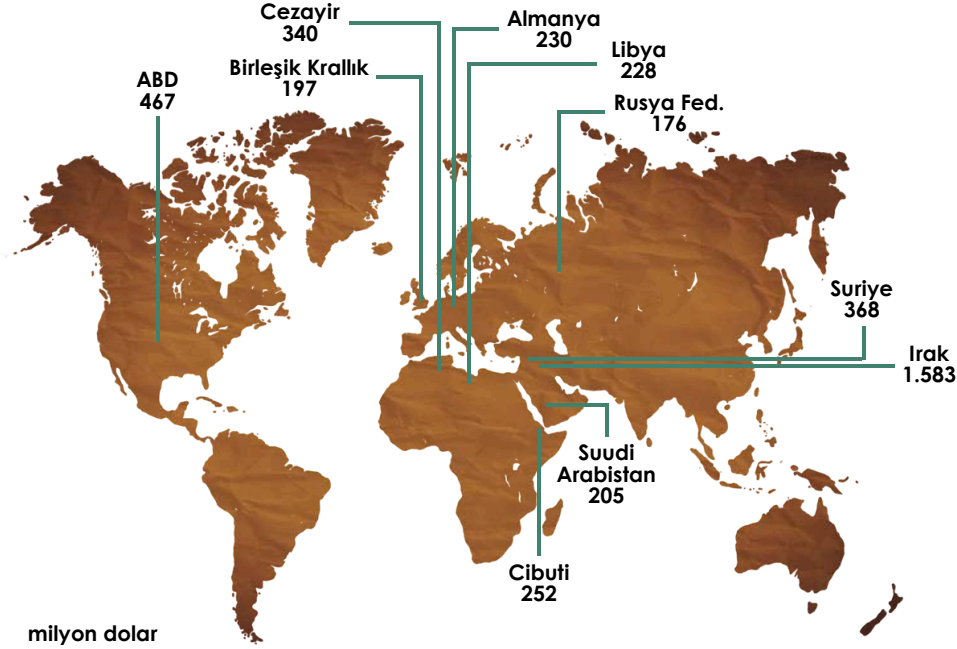 Cezayir
340
Almanya
230
Libya
228
Birleşik Krallık
197
ABD
467
Rusya Fed.
176
Suriye
368
Irak
1.583
Suudi
Arabistan
205
Cibuti
252
milyon dolar